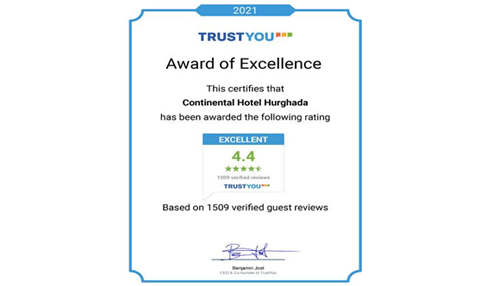 2021
TRUSTYOU
Award of Excellence
This certifies that
Continental Hotel Hurghada
has been awarded the following rating
EXCELLENT
4.4
1509 verified reviews
TRUSTYOU
Based on 1509 verified guest reviews
Benjamin Jost
CEO & Co-founder of TrustYou